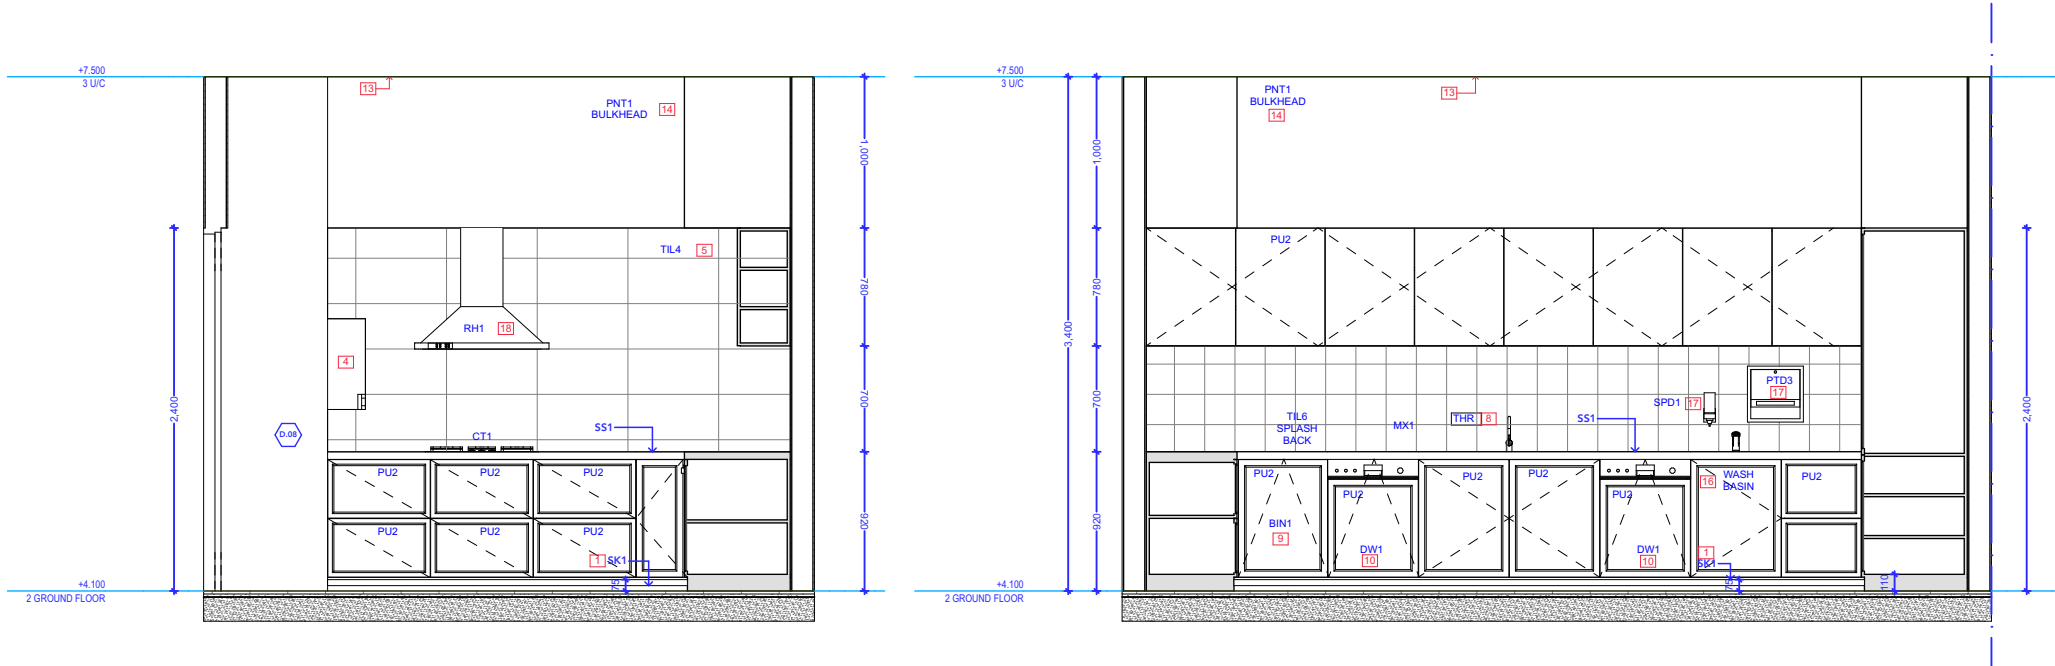 +7.500
3 U/C
13
PNT1
BULKHEAD
14
1,000
TIL4
5
780
RH1
18
4
2,400
700
D.08
CT1
SS1
PU2
PU2
PU2
920
PU2
PU2
PU2
1
SK1
75
+4.100
2 GROUND FLOOR
+7.500
3 U/C
PNT1
BULKHEAD
14
13
1,000
PU2
780
3,400
PTD3
17
SPD1
17
700
TIL6
SPLASH
BACK
MX1
THR
8
SS1
2,400
PU2
PU2
PU2
PU2
PU2
16
WASH
BASIN
PU2
920
BIN1
9
DW1
10
DW1
10
1
SK1
75
110
+4.100
2 GROUND FLOOR